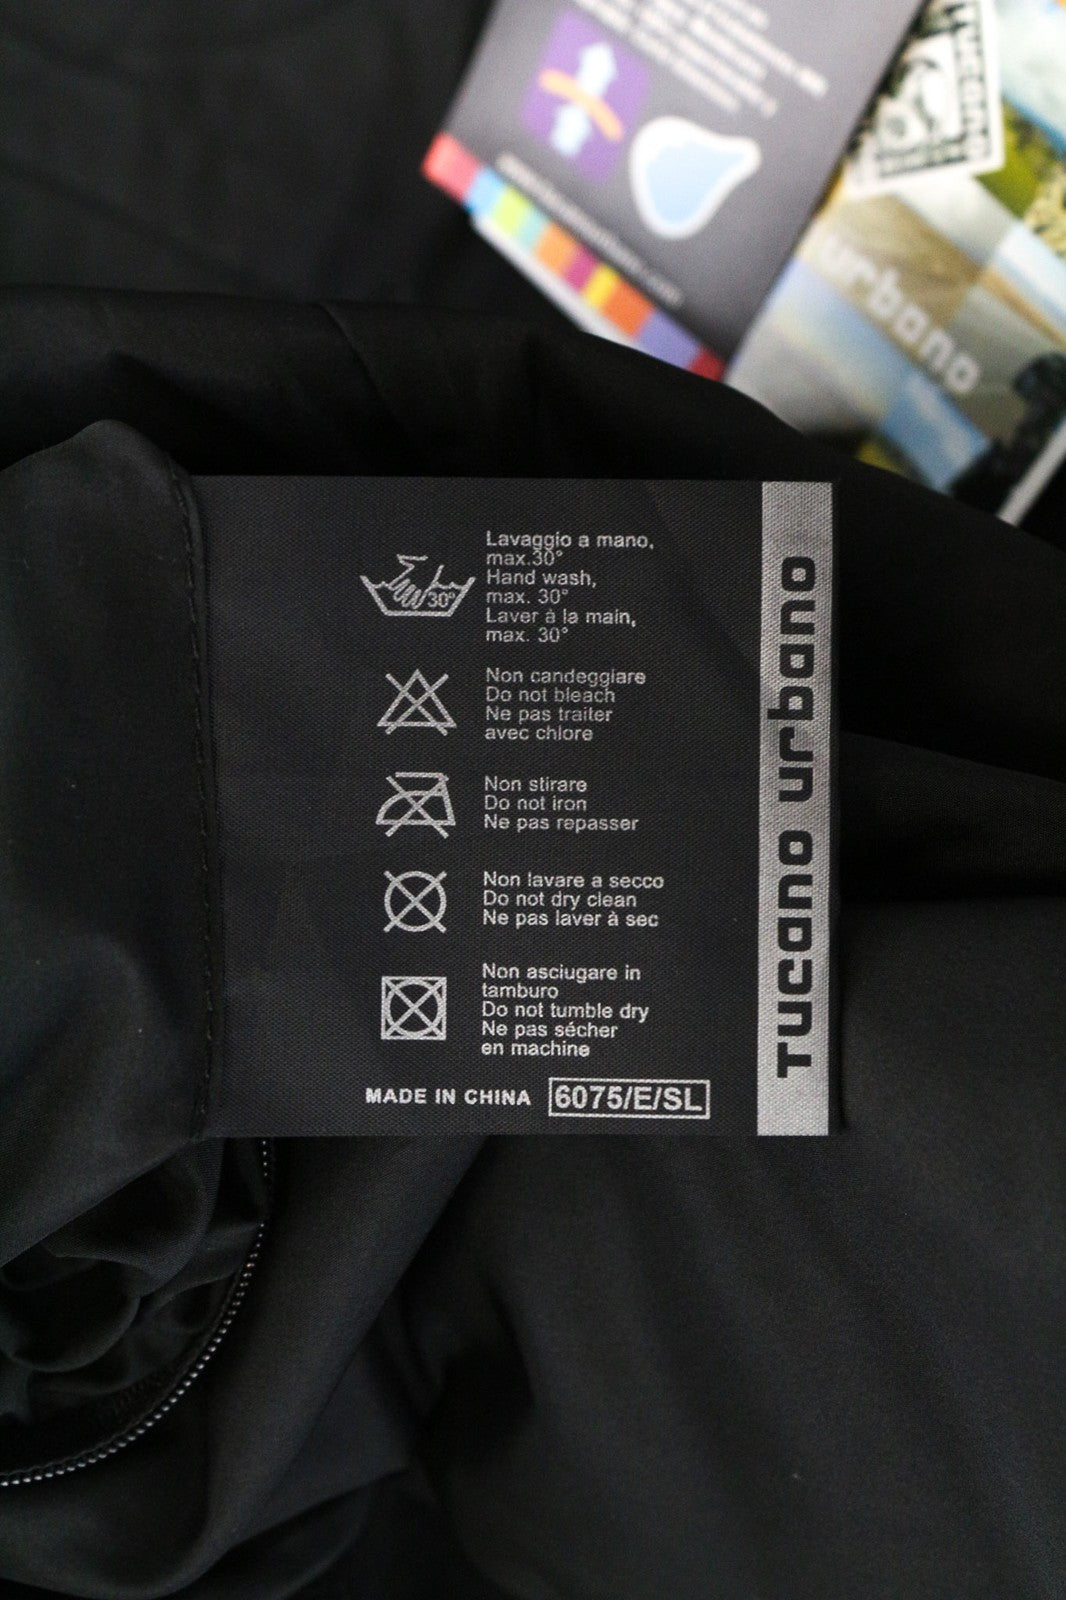 urbano
TUCANO
30°
Lavaggio a mano,
max.30°
Hand wash,
max. 30°
Laver à la main,
max. 30°
Non candeggiare
Do not bleach
Ne pas traiter
avec chlore
Non stirare
Do not iron
Ne pas repasser
Non lavare a secco
Do not dry clean
Ne pas laver à sec
Non asciugare in
tamburo
Do not tumble dry
Ne pas sécher
en machine
MADE IN CHINA 6075/E/SL
Tucano urbano